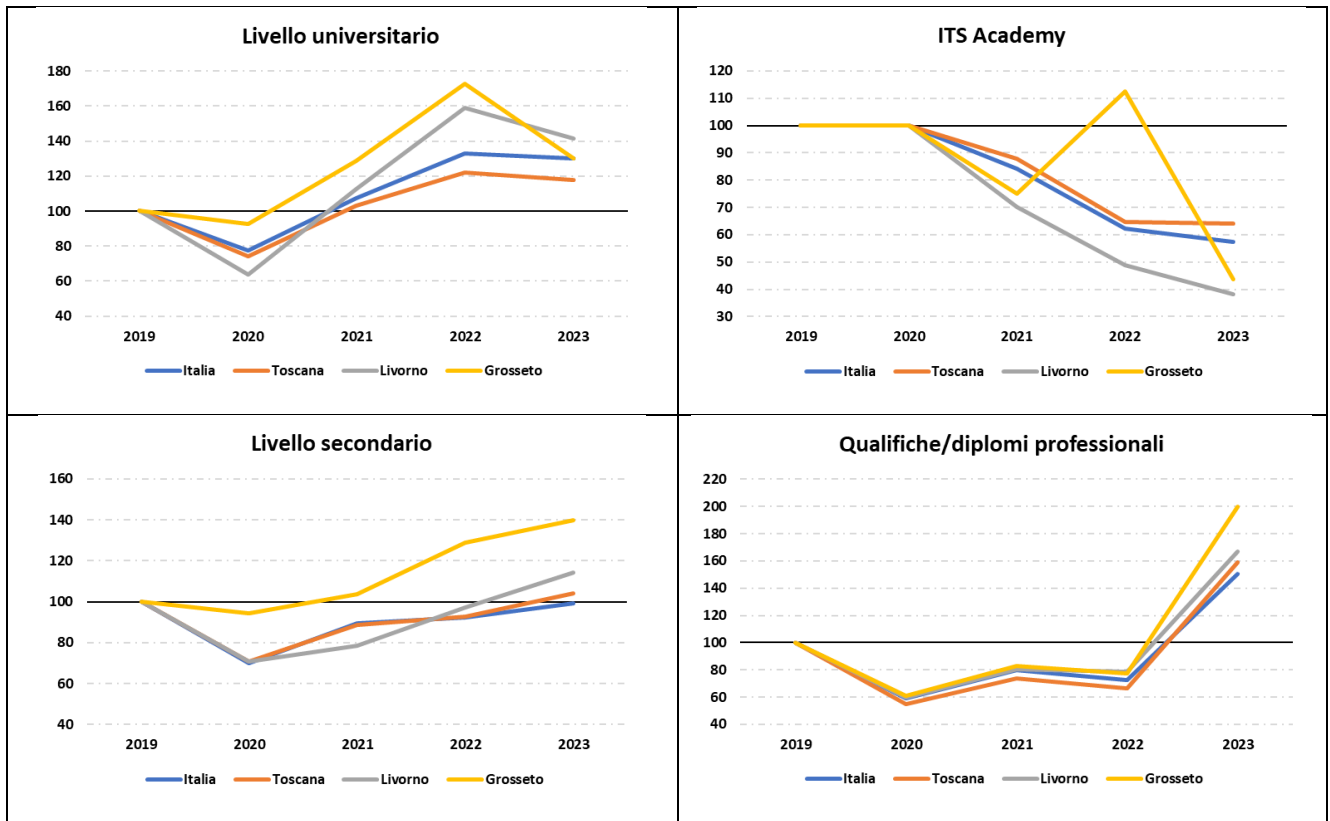 Livello universitario
180
160
140
120
100
80
60
40
2019 2020 2021 2022 2023
Italia Toscana Livorno Grosseto
ITS Academy
120
110
100
90
80
70
60
50
40
30
2019 2020 2021 2022 2023
Italia Toscana Livorno Grosseto
Livello secondario
160
140
120
100
80
60
40
2019 2020 2021 2022 2023
Italia Toscana Livorno Grosseto
Qualifiche/diplomi professionali
220
200
180
160
140
120
100
80
60
40
2019 2020 2021 2022 2023
Italia Toscana Livorno Grosseto